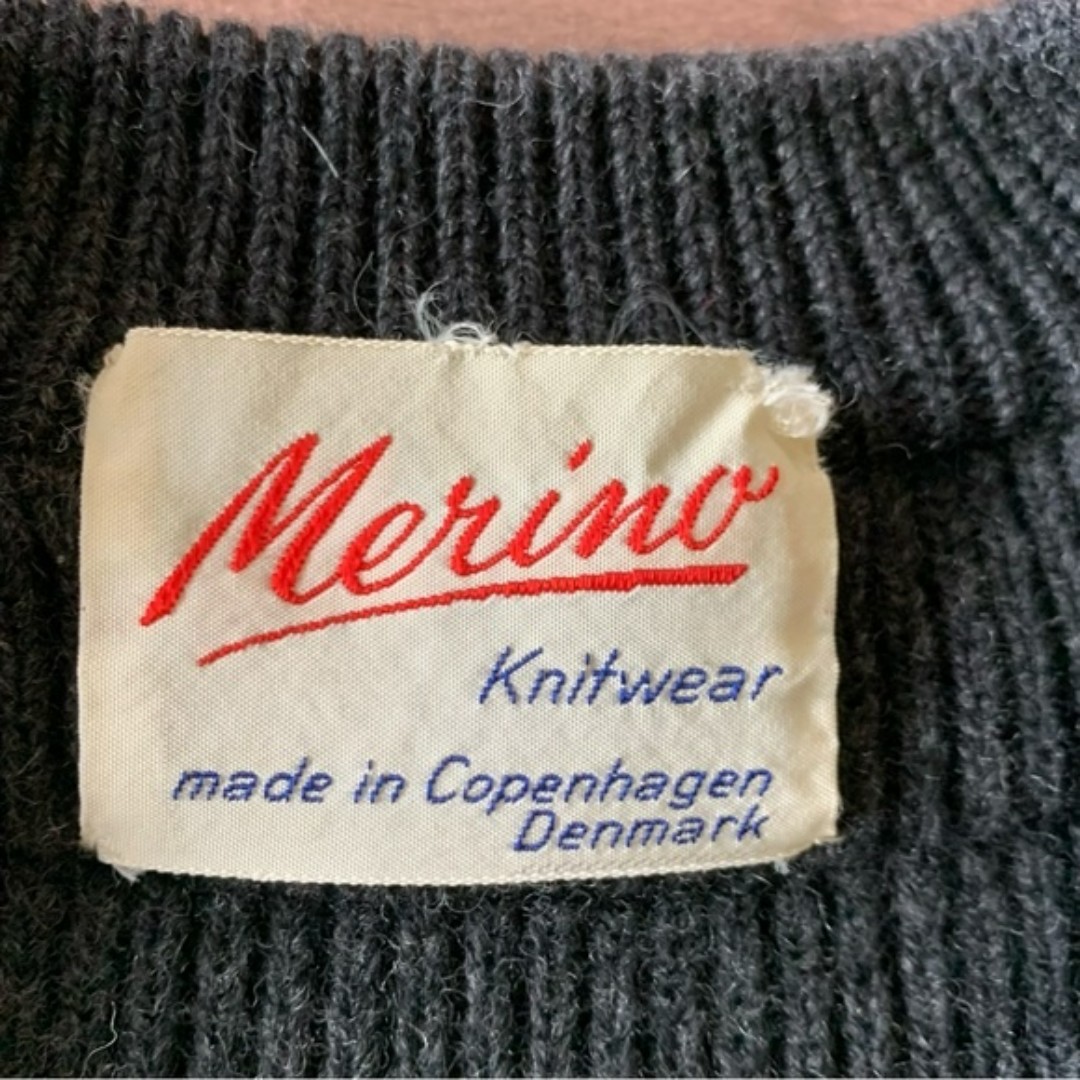 Merino
Knitwear
made in Copenhagen
Denmark